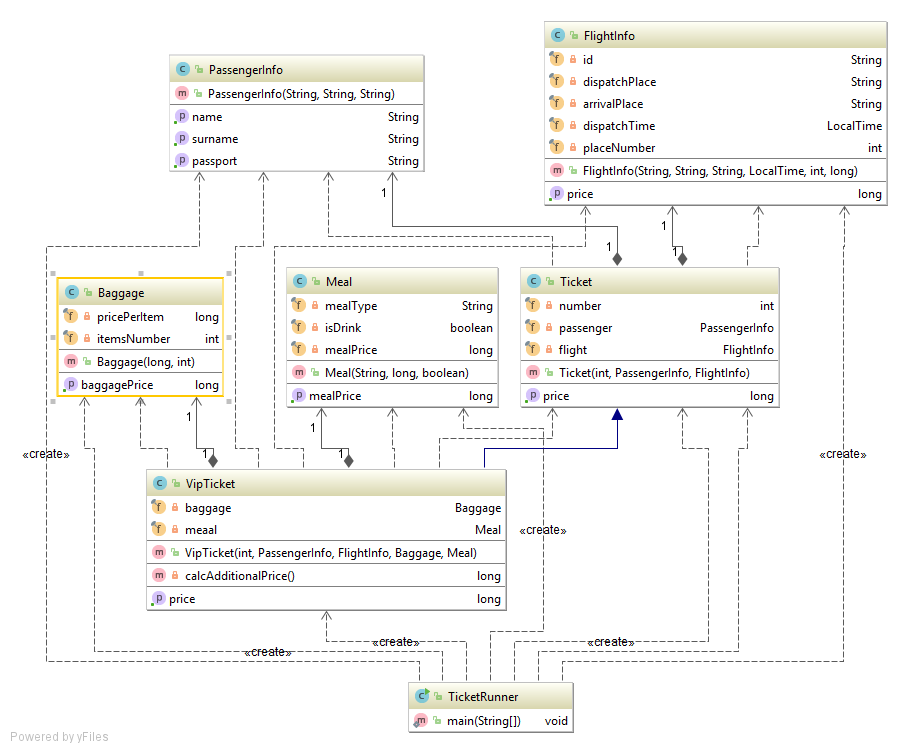 FlightInfo
id String
dispatchPlace String
arrivalPlace String
dispatchTime LocalTime
placeNumber int
FlightInfo(String, String, String, LocalTime, int, long)
price long
PassengerInfo
PassengerInfo(String, String, String)
name String
surname String
passport String
1
1
1
1
Baggage
pricePerItem long
itemsNumber int
Baggage(long, int)
baggagePrice long
Meal
mealType String
isDrink boolean
mealPrice long
Meal(String, long, boolean)
mealPrice long
Ticket
number int
passenger PassengerInfo
flight FlightInfo
Ticket(int, PassengerInfo, FlightInfo)
price long
1
1
1
1
«create»
«create»
VipTicket
baggage Baggage
meaal Meal
VipTicket(int, PassengerInfo, FlightInfo, Baggage, Meal)
calcAdditionalPrice() long
price long
«create»
«create»
«create»
«create»
TicketRunner
main(String[]) void
Powered by yFiles